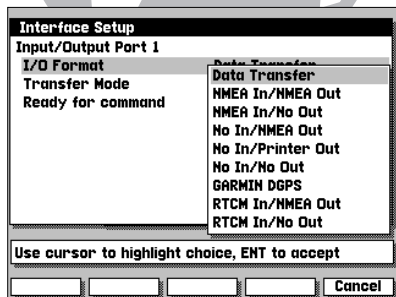 Interface Setup
Input/Output Port 1
I/O Format
Data Transfer
Transfer Mode
Ready for command
Data Transfer
NMEA In/NMEA Out
NMEA In/No Out
No In/NMEA Out
No In/Printer Out
No In/No Out
GARMIN DGPS
RTCM In/NMEA Out
RTCM In/No Out
Use cursor to highlight choice, ENT to accept
Cancel